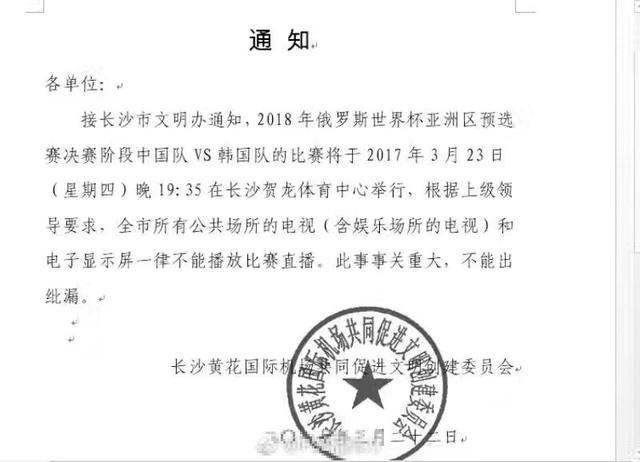 通 知
各单位：
接长沙市文明办通知，2018 年俄罗斯世界杯亚洲区预选
赛决赛阶段中国队 VS 韩国队的比赛将于 2017 年 3 月 23 日
（星期四）晚 19：35 在长沙贺龙体育中心举行，根据上级领
导要求，全市所有公共场所的电视（含娱乐场所的电视）和
电子显示屏一律不能播放比赛直播。此事事关重大，不能出
纰漏。
长沙黄花国际机场共同促进文明创建委员会
长沙黄花国际机场共同促进文明创建委员会
月二十二日